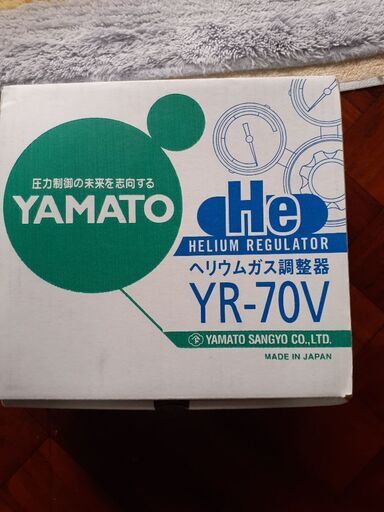 圧力制御の未来を志向する
YAMATO
He
HELIUM REGULATOR
ヘリウムガス調整器
YR-70V
YAMATO SANGYO CO.,LTD.
MADE IN JAPAN